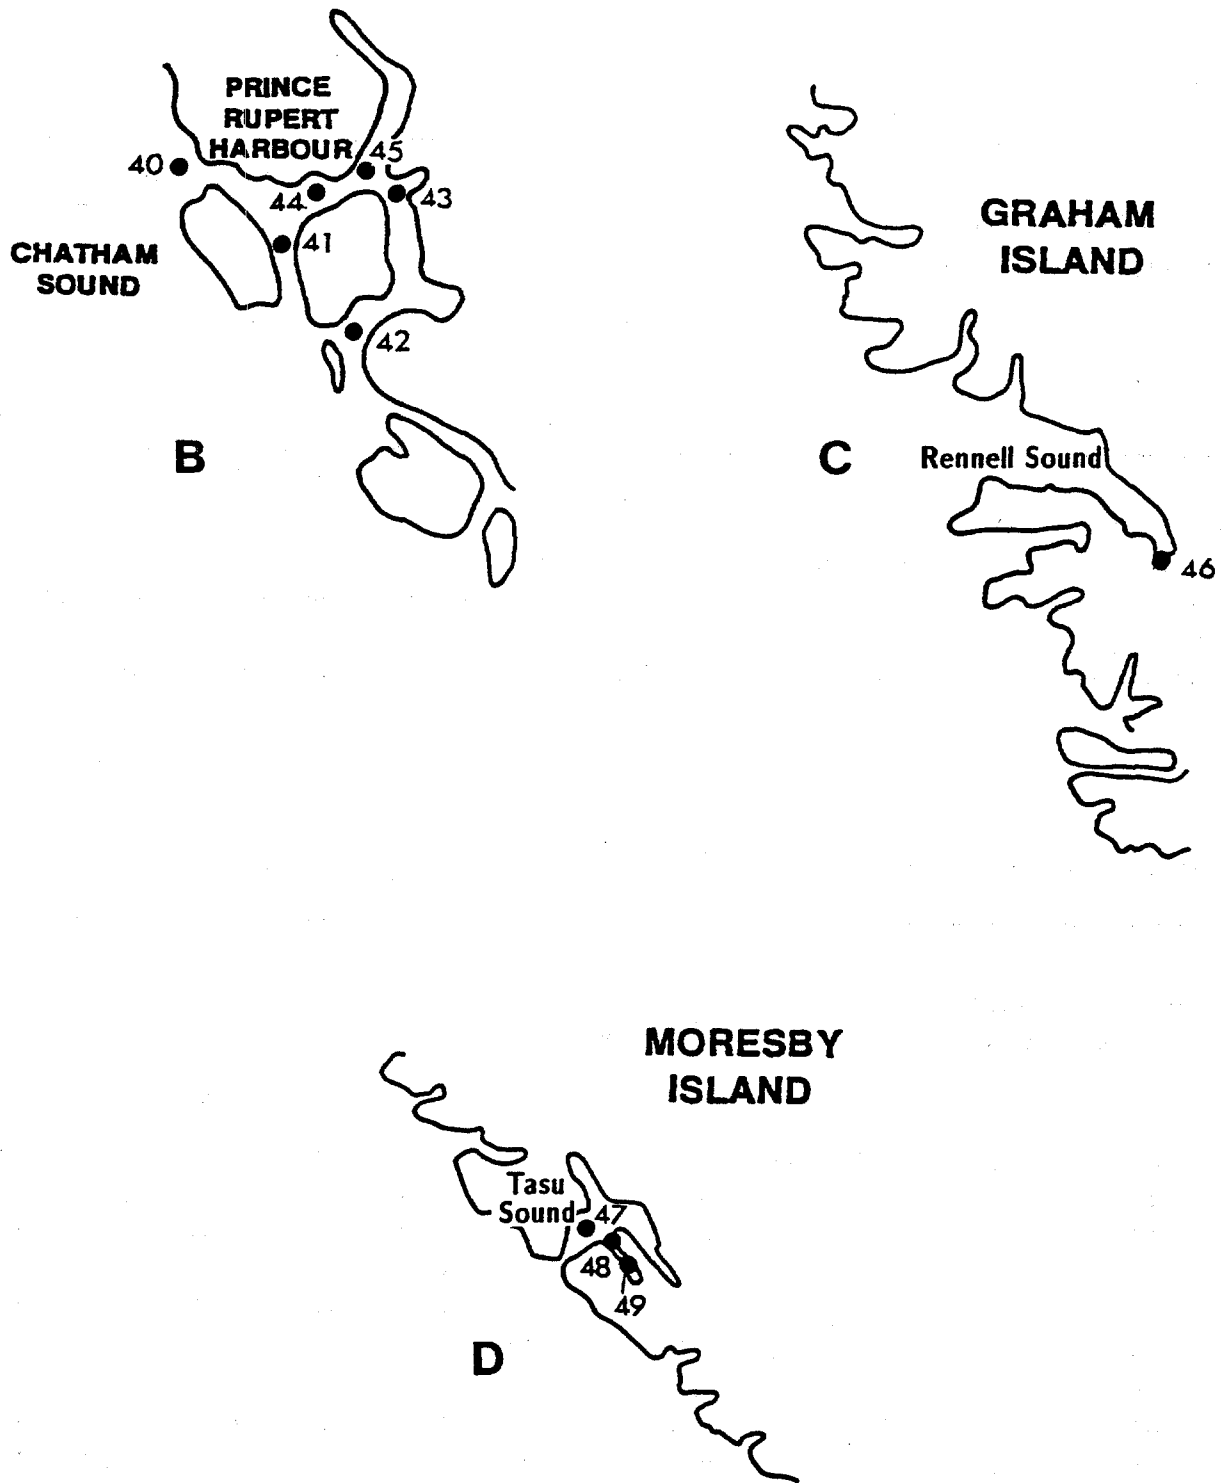 PRINCE
RUPERT
HARBOUR
40
45
44
43
41
CHATHAM
SOUND
42
B
GRAHAM
ISLAND
C
Rennell Sound
46
MORESBY
ISLAND
Tasu
Sound
47
48
49
D